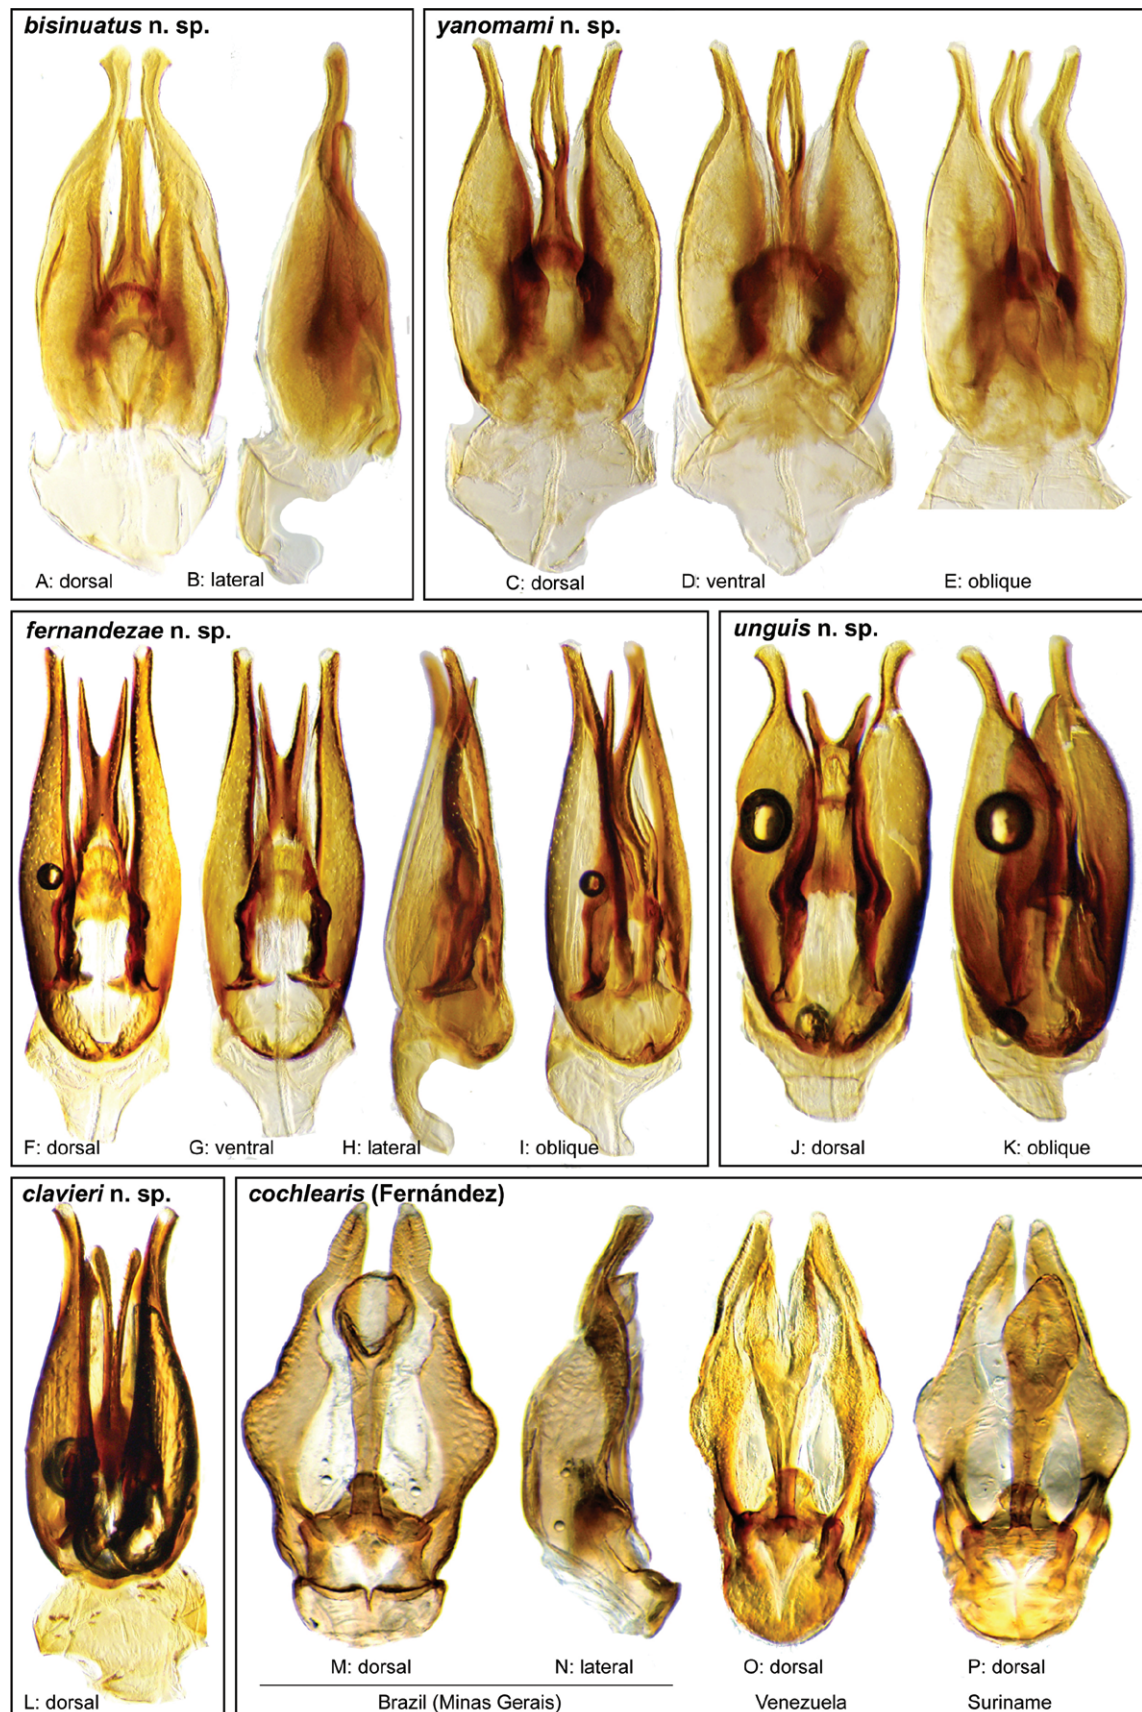 bisinuatus n. sp.
yanomami n. sp.
A: dorsal
B: lateral
C: dorsal
D: ventral
E: oblique
fernandezae n. sp.
unguis n. sp.
F: dorsal
G: ventral
H: lateral
I: oblique
J: dorsal
K: oblique
clavieri n. sp.
cochlearis (Fernández)
L: dorsal
M: dorsal
N: lateral
O: dorsal
P: dorsal
Brazil (Minas Gerais)
Venezuela
Suriname